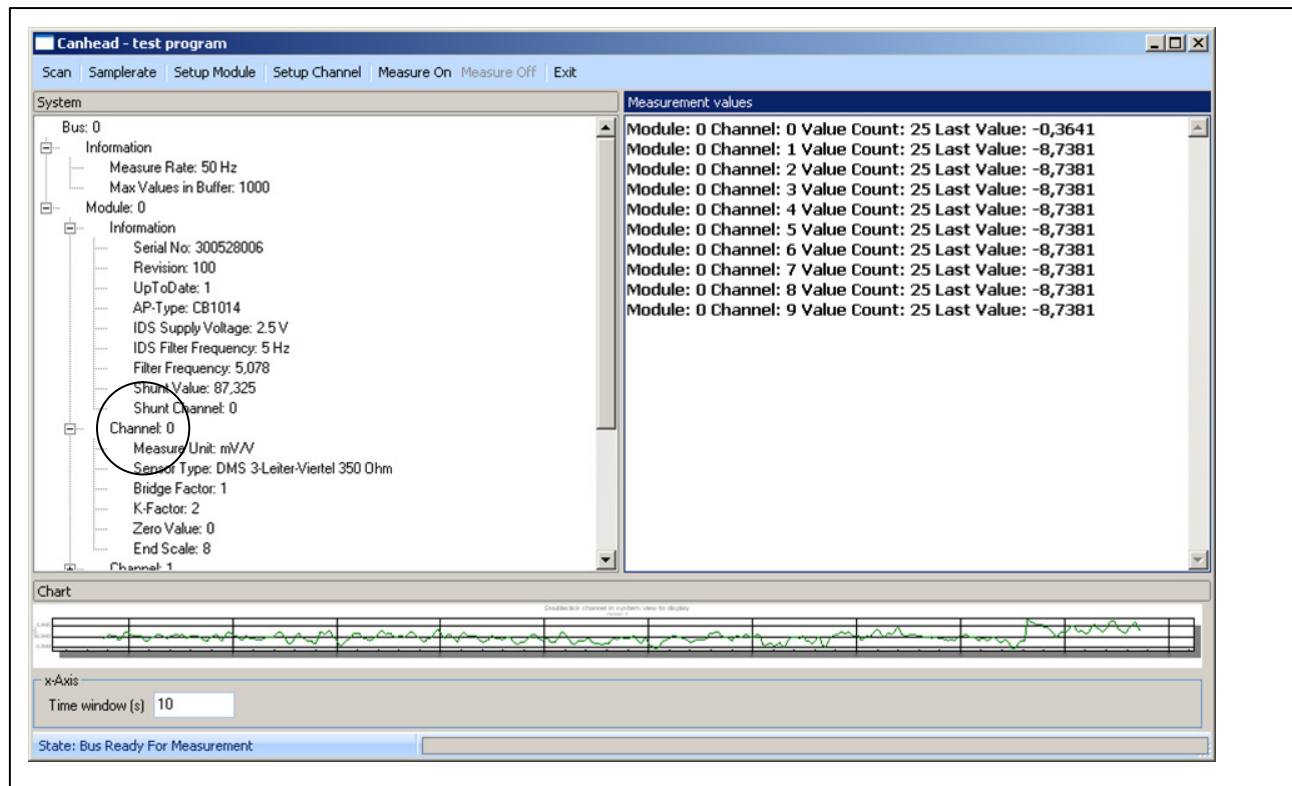 Canhead - test program
Scan Samplerate Setup Module Setup Channel Measure On Measure Off Exit
System
Bus: 0
Information
Measure Rate: 50 Hz
Max Values in Buffer: 1000
Module: 0
Information
Serial No: 300528006
Revision: 100
UpToDate: 1
AP-Type: CB1014
IDS Supply Voltage: 2.5 V
IDS Filter Frequency: 5 Hz
Filter Frequency: 5,078
Shunt Value: 87,325
Shunt Channel: 0
Channel: 0
Measure Unit: mV/V
Sensor Type: DMS 3-Leiter-Viertel 350 Ohm
Bridge Factor: 1
K-Factor: 2
Zero Value: 0
End Scale: 8
Channel: 1
Measurement values
Module: 0 Channel: 0 Value Count: 25 Last Value: -0,3641
Module: 0 Channel: 1 Value Count: 25 Last Value: -8,7381
Module: 0 Channel: 2 Value Count: 25 Last Value: -8,7381
Module: 0 Channel: 3 Value Count: 25 Last Value: -8,7381
Module: 0 Channel: 4 Value Count: 25 Last Value: -8,7381
Module: 0 Channel: 5 Value Count: 25 Last Value: -8,7381
Module: 0 Channel: 6 Value Count: 25 Last Value: -8,7381
Module: 0 Channel: 7 Value Count: 25 Last Value: -8,7381
Module: 0 Channel: 8 Value Count: 25 Last Value: -8,7381
Module: 0 Channel: 9 Value Count: 25 Last Value: -8,7381
Chart
Doubleclick channel in system view to display
x-Axis
Time window (s) 10
State: Bus Ready For Measurement